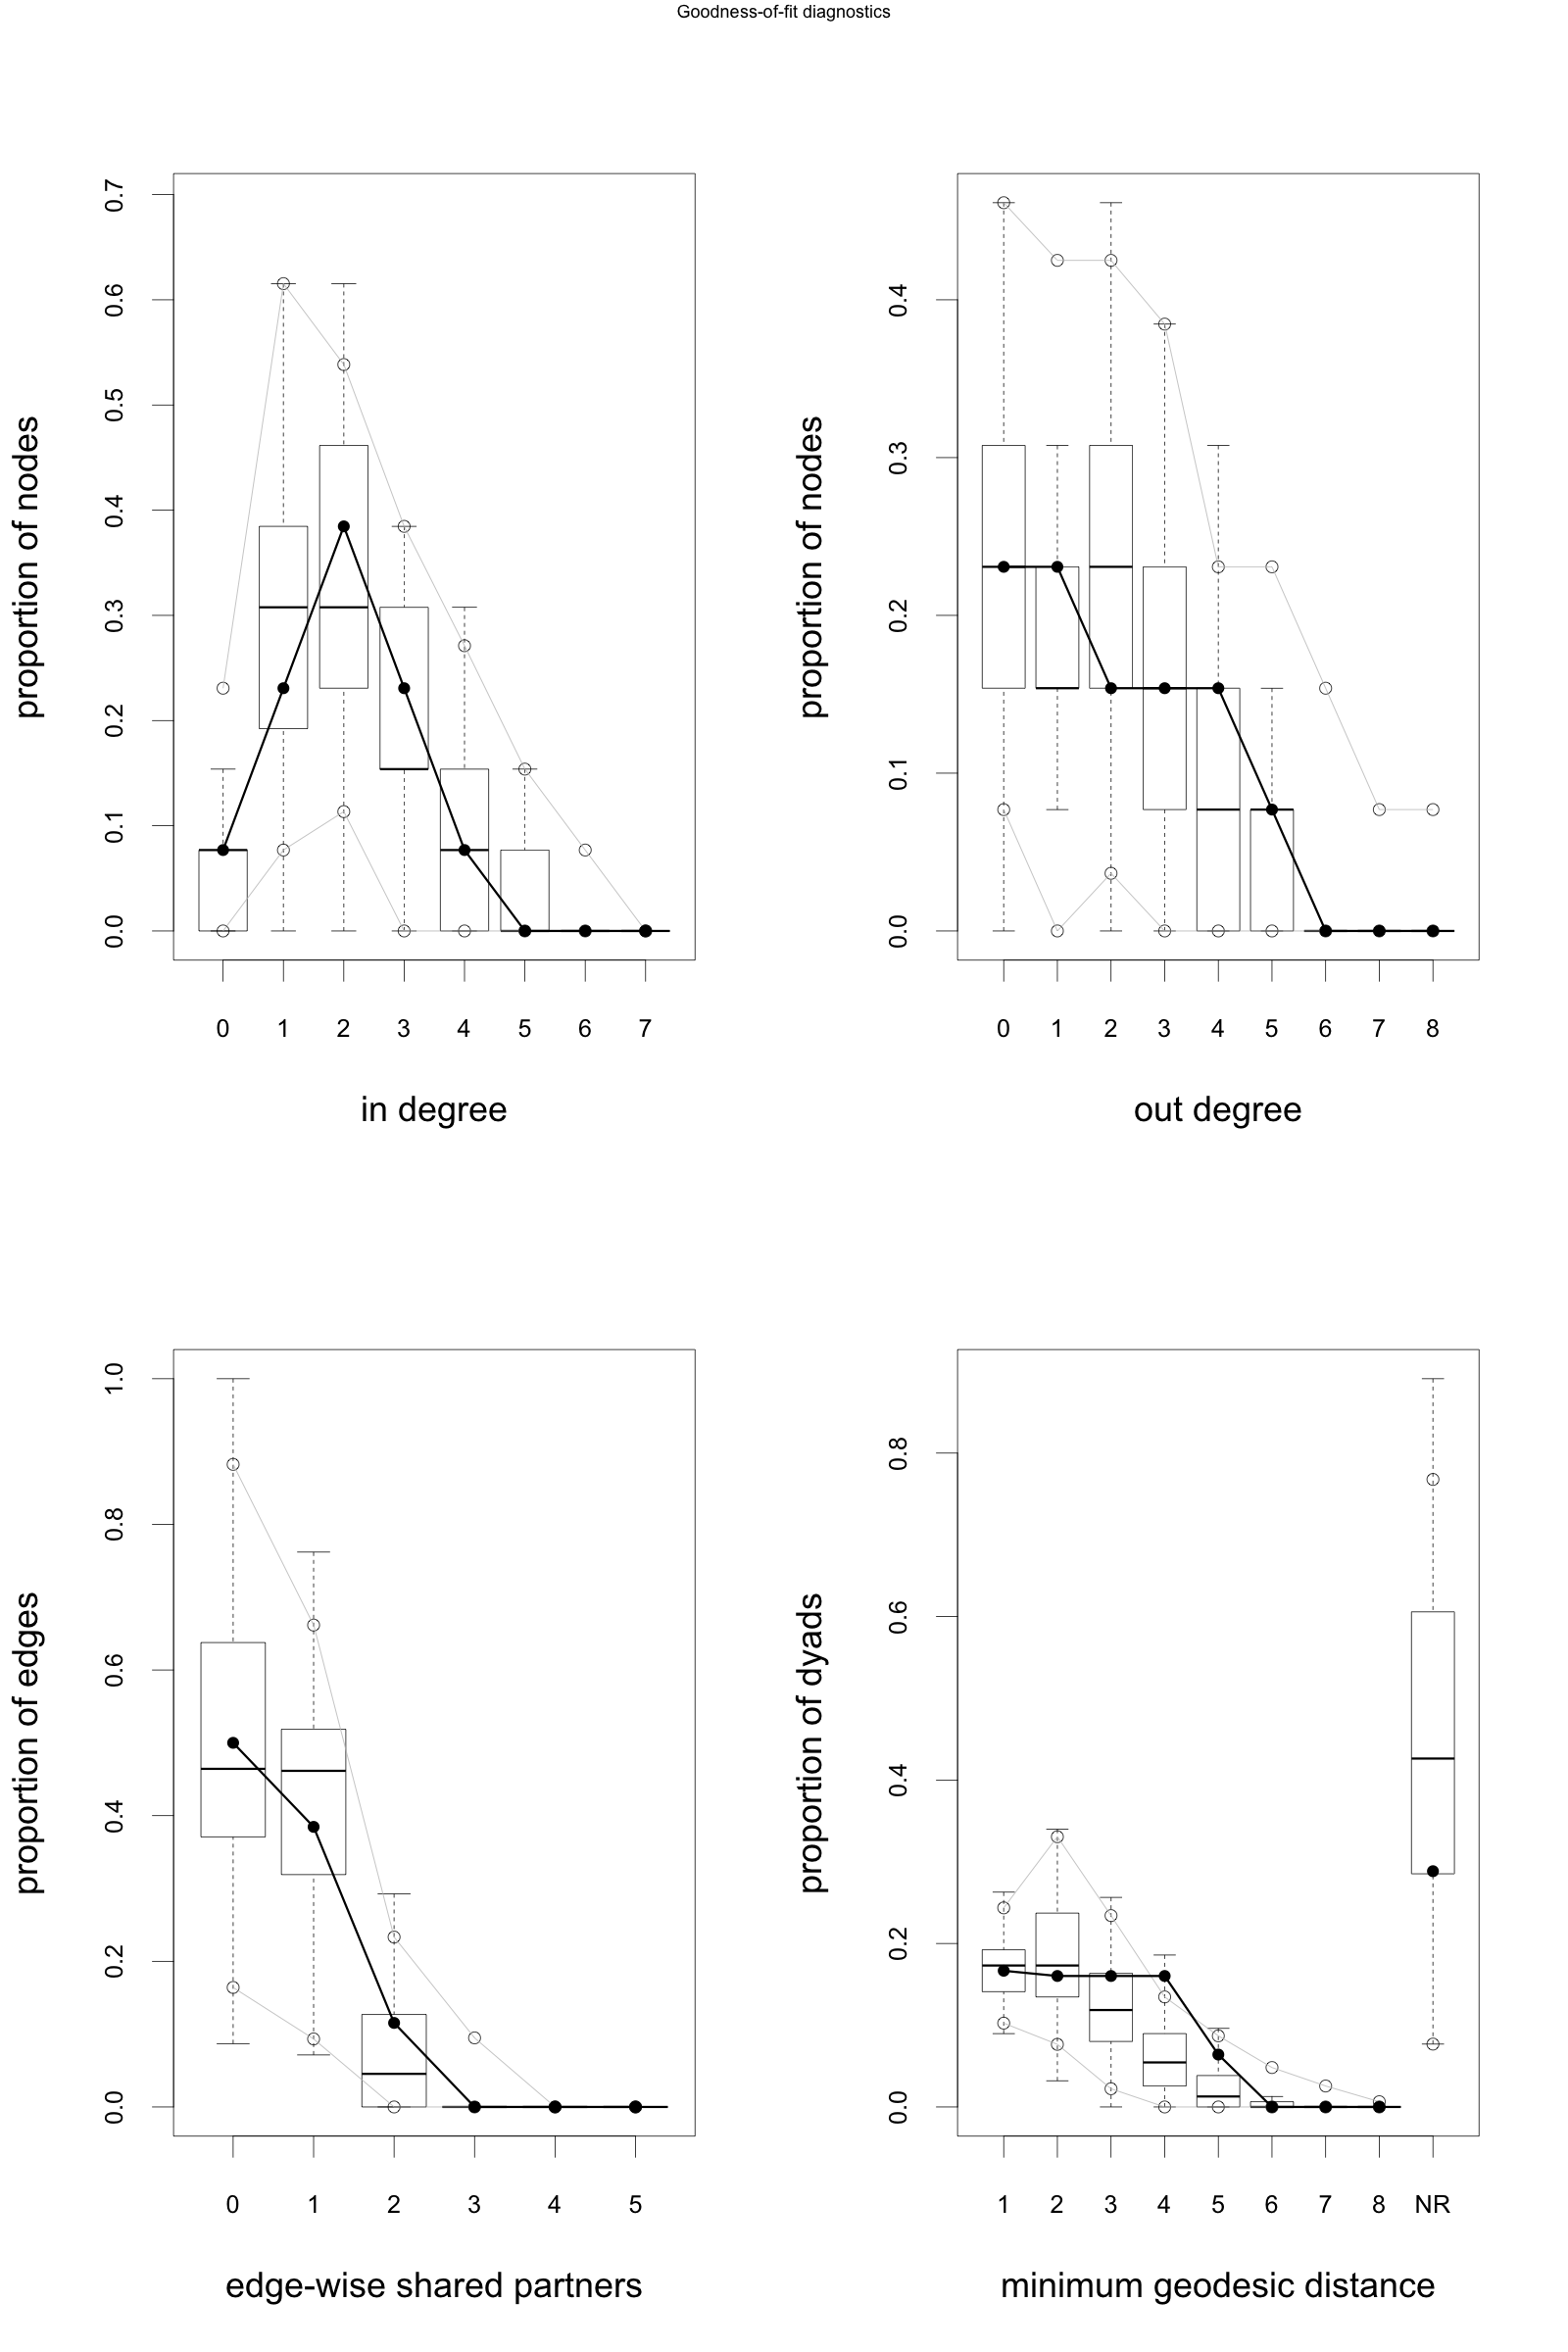 Goodness-of-fit diagnostics
proportion of nodes
0.0 0.1 0.2 0.3 0.4 0.5 0.6 0.7
0 1 2 3 4 5 6 7
in degree
proportion of nodes
0.0 0.1 0.2 0.3 0.4
0 1 2 3 4 5 6 7 8
out degree
proportion of edges
0.0 0.2 0.4 0.6 0.8 1.0
0 1 2 3 4 5
edge-wise shared partners
proportion of dyads
0.0 0.2 0.4 0.6 0.8
1 2 3 4 5 6 7 8 NR
minimum geodesic distance